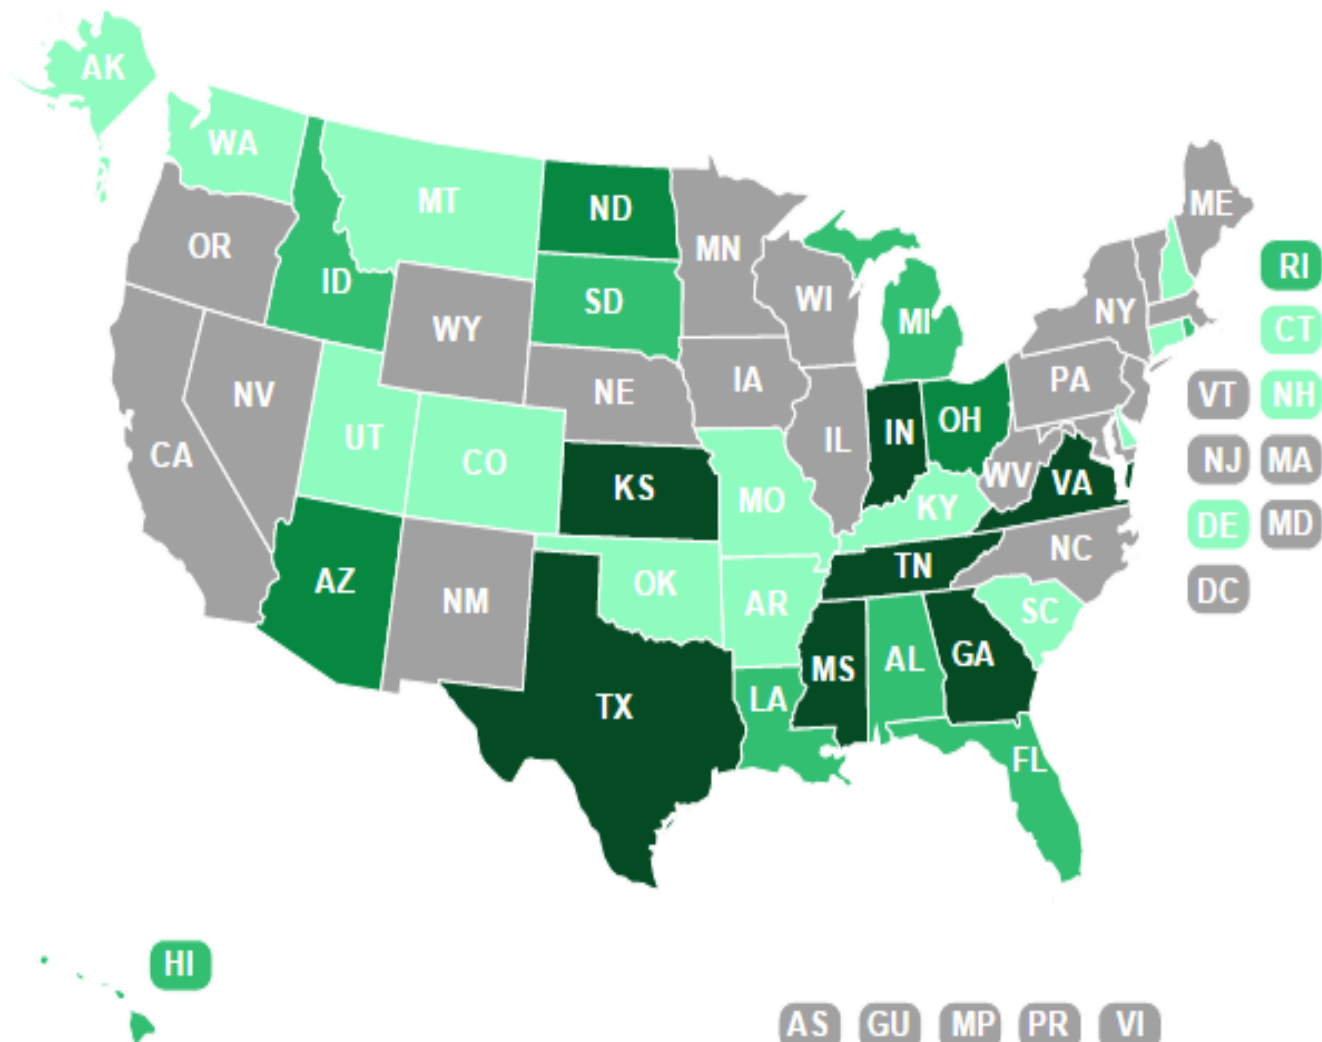 AK
WA
MT
ND
MN
ME
OR
ID
SD
WI
MI
NY
RI
WY
CT
NV
NE
IA
PA
VT NH
UT
CO
IL
IN
OH
CA
KS
MO
KY
WV
VA
NJ MA
DE MD
AZ
NM
OK
AR
TN
NC
DC
SC
TX
LA
MS
AL
GA
FL
HI
AS GU MP PR VI